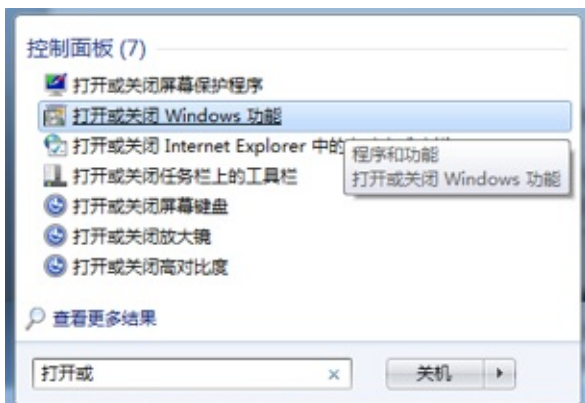 控制面板 (7)
打开或关闭屏幕保护程序
打开或关闭 Windows 功能
打开或关闭 Internet Explorer 中的
程序和功能
打开或关闭 Windows 功能
打开或关闭任务栏上的工具栏
打开或关闭屏幕键盘
打开或关闭放大镜
打开或关闭高对比度
查看更多结果
打开或
关机